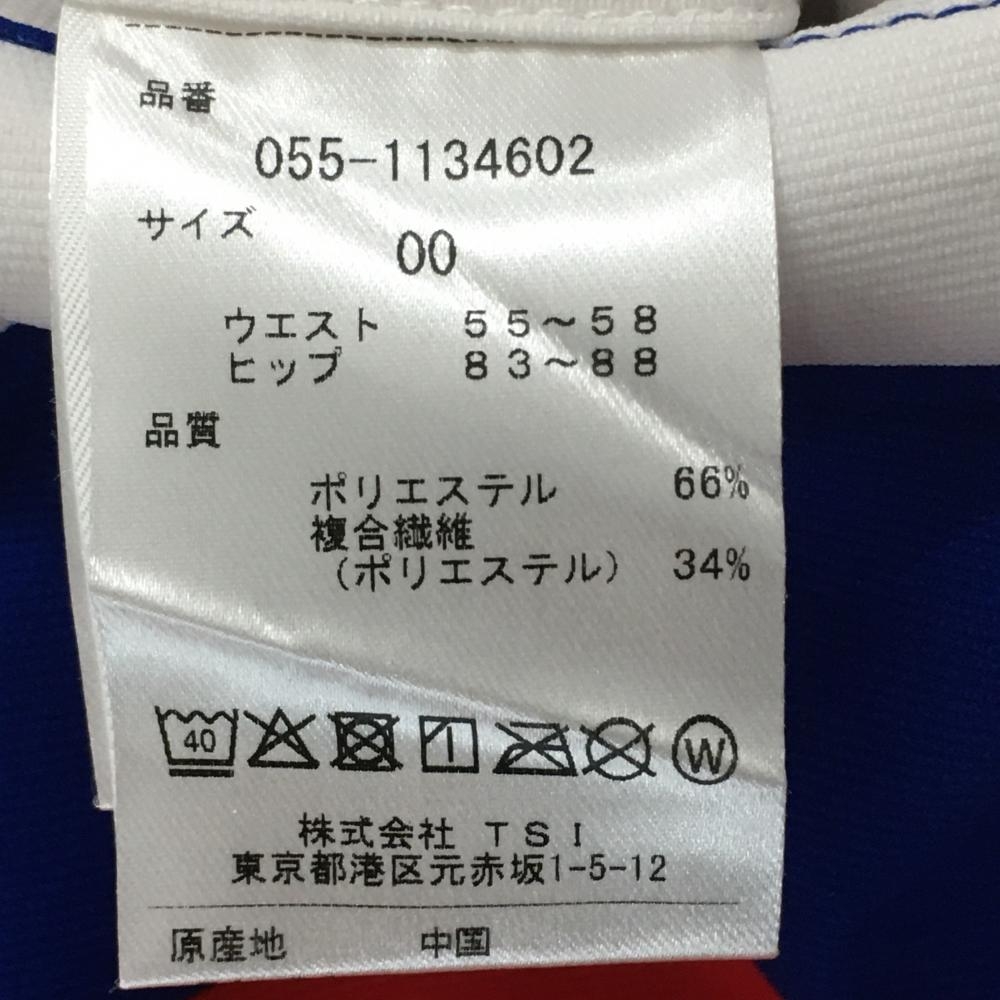 品番
055-1134602
サイズ
00
ウエスト 55～58
ヒップ 83～88
品質
ポリエステル 66%
複合繊維
(ポリエステル) 34%
40 W
株式会社 TSI
東京都港区元赤坂1-5-12
原産地 中国